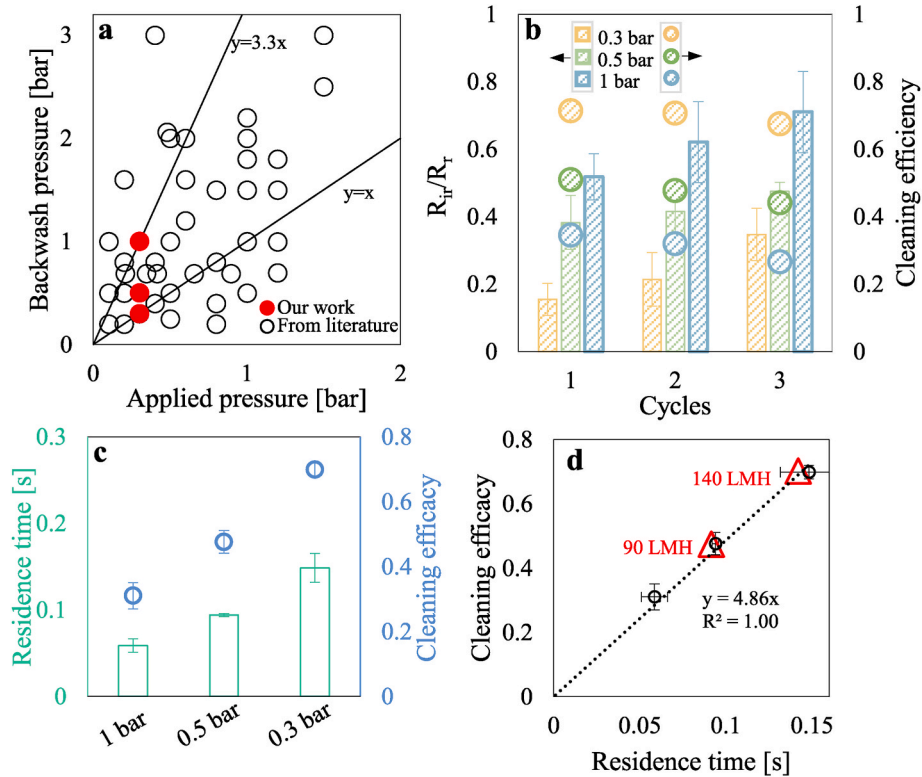 a
y=3.3x
y=x
Our work
From literature
3
2
1
0
0
1
2
Backwash pressure [bar]
Applied pressure [bar]
b
0.3 bar
0.5 bar
1 bar
1
0.8
0.6
0.4
0.2
0
1
0.8
0.6
0.4
0.2
0
1
2
3
Rir/Rr
Cleaning efficiency
Cycles
c
0.3
0.2
0.1
0
0.8
0.6
0.4
0.2
0
1 bar
0.5 bar
0.3 bar
Residence time [s]
Cleaning efficacy
d
140 LMH
90 LMH
y = 4.86x
R² = 1.00
0.8
0.6
0.4
0.2
0
0
0.05
0.1
0.15
Cleaning efficacy
Residence time [s]